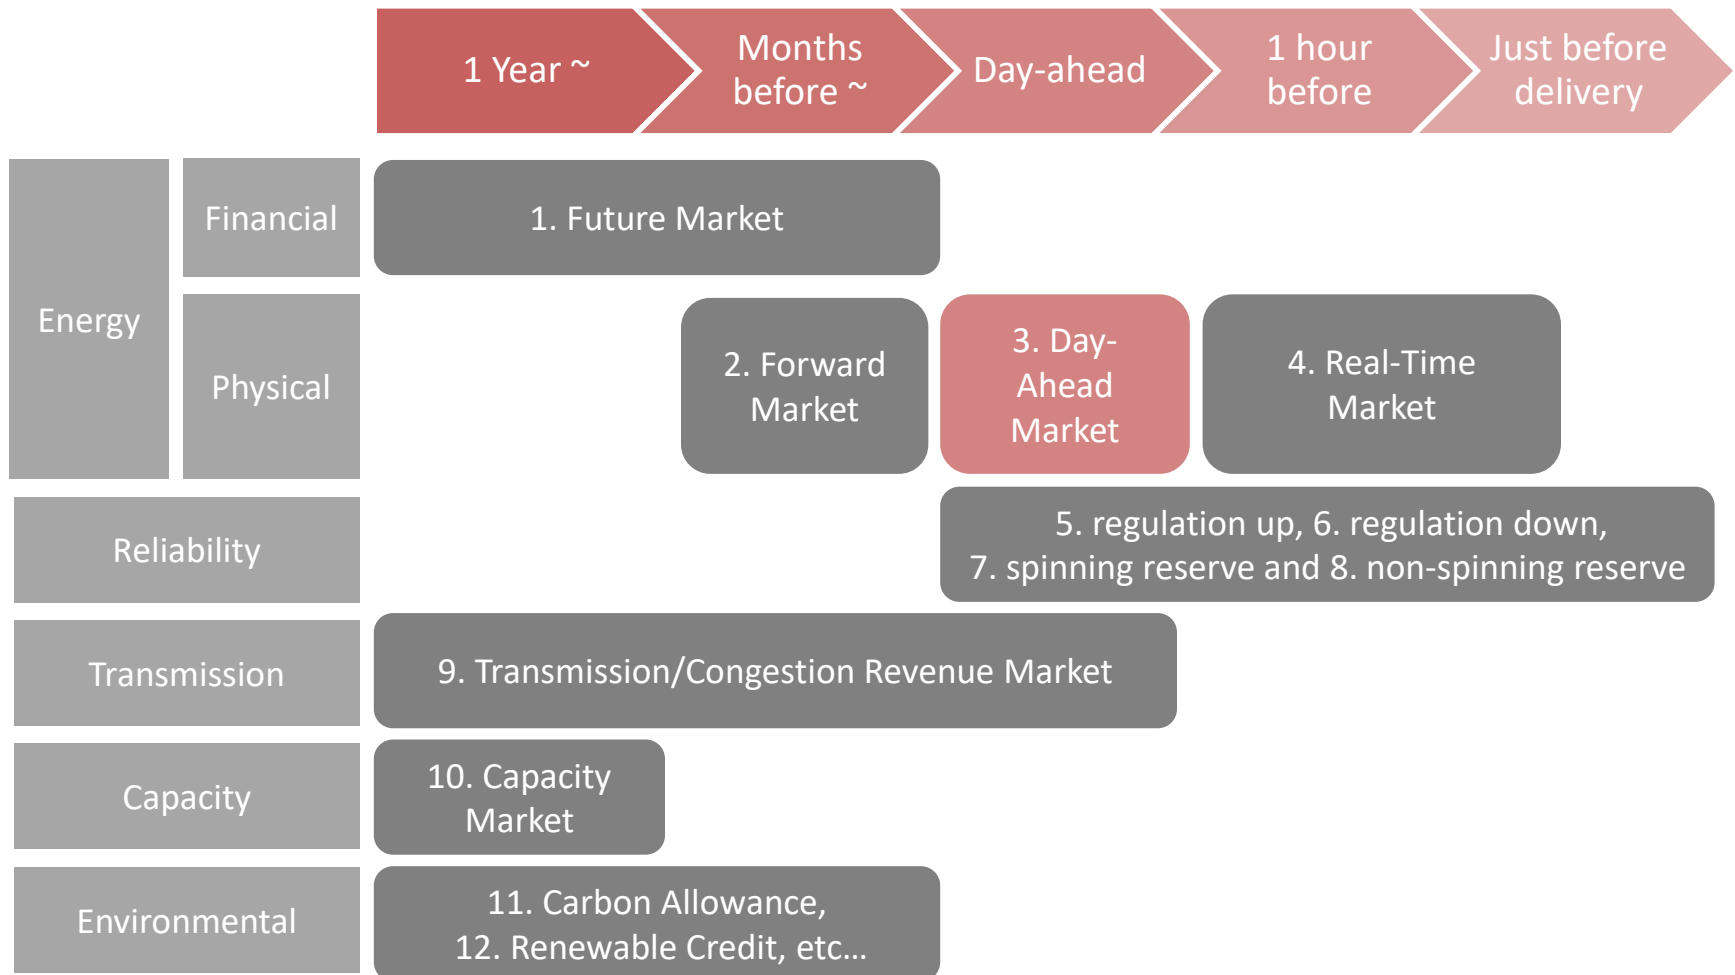 1 Year ~
Months
before ~
Day-ahead
1 hour
before
Just before
delivery
Energy
Financial
1. Future Market
Physical
2. Forward
Market
3. Day-
Ahead
Market
4. Real-Time
Market
Reliability
5. regulation up, 6. regulation down,
7. spinning reserve and 8. non-spinning reserve
Transmission
9. Transmission/Congestion Revenue Market
Capacity
10. Capacity
Market
Environmental
11. Carbon Allowance,
12. Renewable Credit, etc...